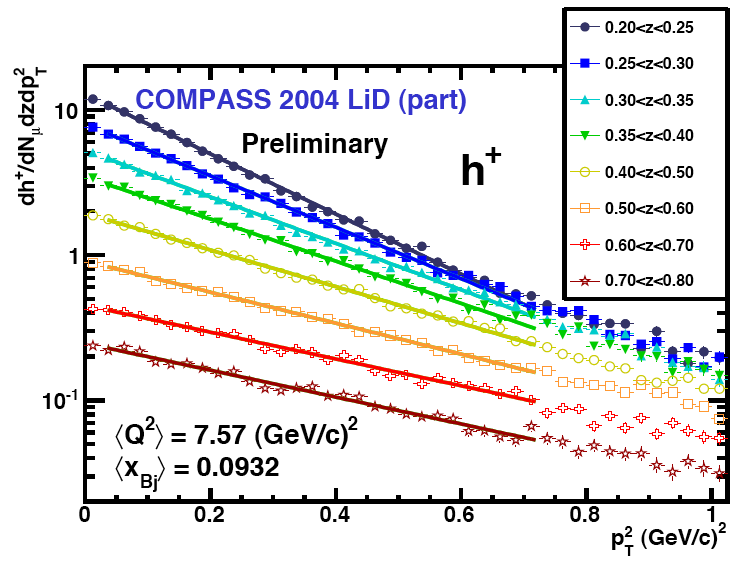 0.20<z<0.25
0.25<z<0.30
0.30<z<0.35
0.35<z<0.40
0.40<z<0.50
0.50<z<0.60
0.60<z<0.70
0.70<z<0.80
dh⁺/dN_μdzdp_T²
COMPASS 2004 LiD (part)
Preliminary
h⁺
10
1
10⁻¹
⟨Q²⟩ = 7.57 (GeV/c)²
⟨x_Bj⟩ = 0.0932
0 0.2 0.4 0.6 0.8 1
p_T² (GeV/c)²